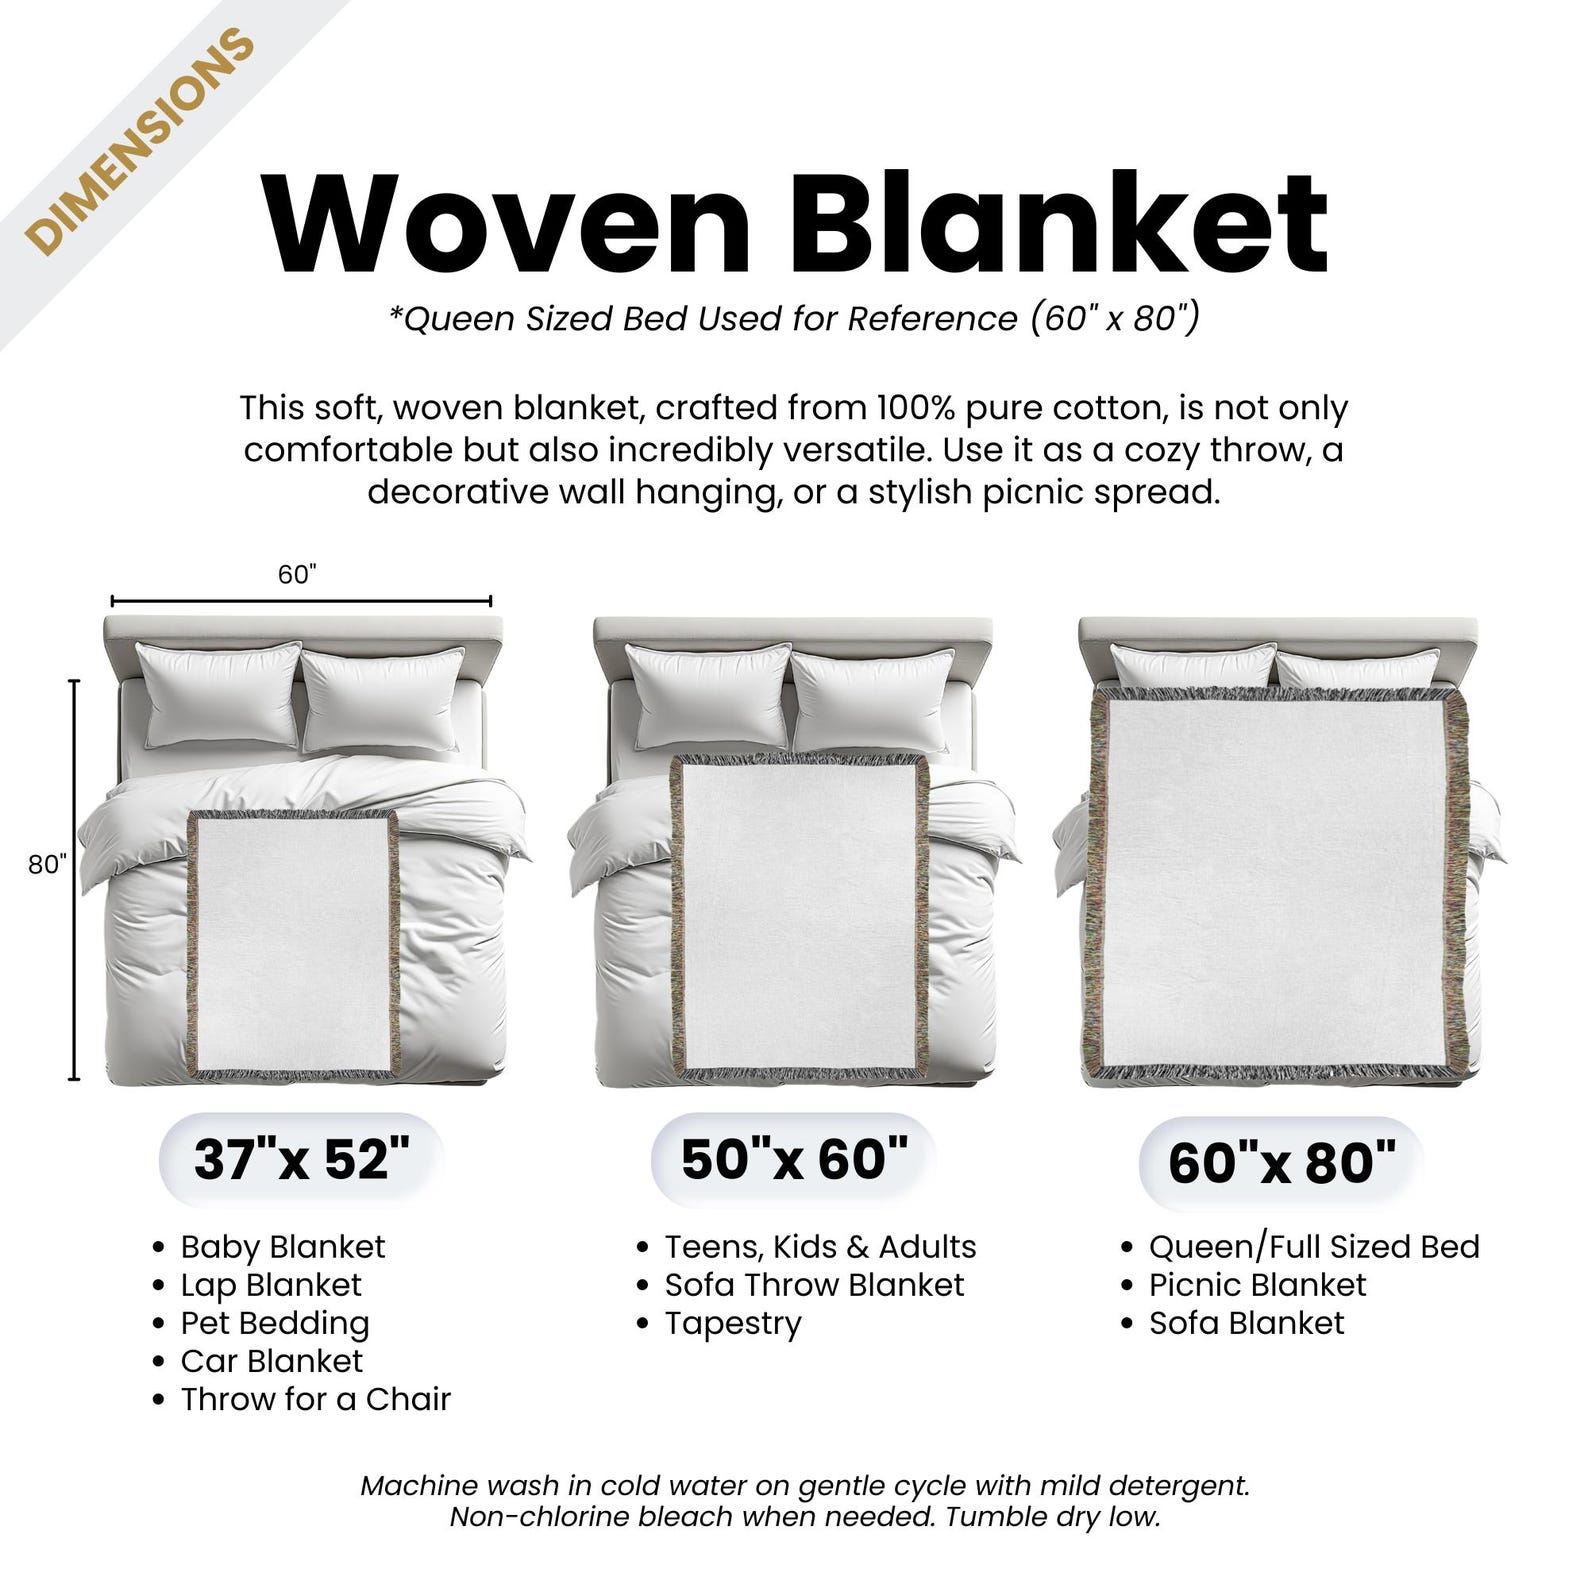 DIMENSIONS
Woven Blanket
*Queen Sized Bed Used for Reference (60" x 80")
This soft, woven blanket, crafted from 100% pure cotton, is not only
comfortable but also incredibly versatile. Use it as a cozy throw, a
decorative wall hanging, or a stylish picnic spread.
60"
80"
37"x 52"
• Baby Blanket
• Lap Blanket
• Pet Bedding
• Car Blanket
• Throw for a Chair
50"x 60"
• Teens, Kids & Adults
• Sofa Throw Blanket
• Tapestry
60"x 80"
• Queen/Full Sized Bed
• Picnic Blanket
• Sofa Blanket
Machine wash in cold water on gentle cycle with mild detergent.
Non-chlorine bleach when needed. Tumble dry low.